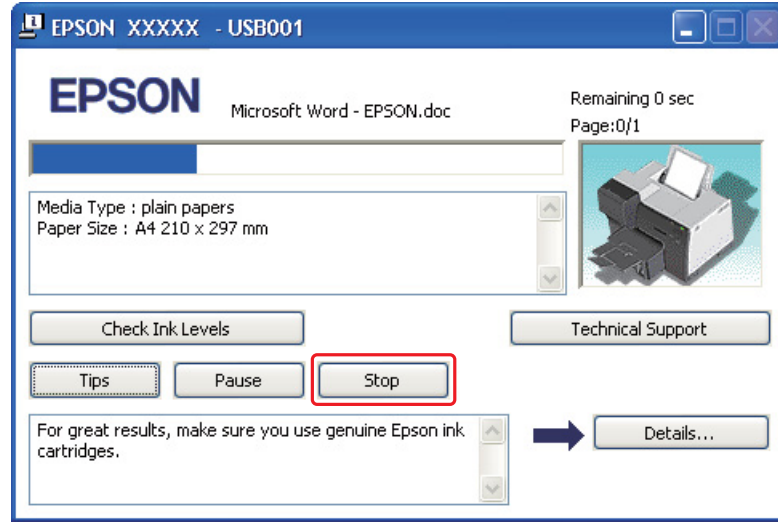 EPSON XXXXX - USB001
EPSON
Microsoft Word - EPSON.doc
Remaining 0 sec
Page:0/1
Media Type : plain papers
Paper Size : A4 210 x 297 mm
Check Ink Levels
Technical Support
Tips
Pause
Stop
For great results, make sure you use genuine Epson ink
cartridges.
Details...